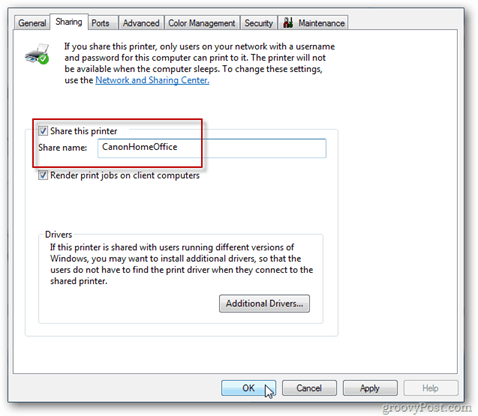 General Sharing Ports Advanced Color Management Security Maintenance
If you share this printer, only users on your network with a username
and password for this computer can print to it. The printer will
not be available when the computer sleeps. To change these settings,
use the Network and Sharing Center.
Share this printer
Share name: CanonHomeOffice
Render print jobs on client computers
Drivers
If this printer is shared with users running different versions of
Windows, you may want to install additional drivers, so that the
users do not have to find the print driver when they connect to the
shared printer.
Additional Drivers...
OK Cancel Apply Help
groovyPost.com